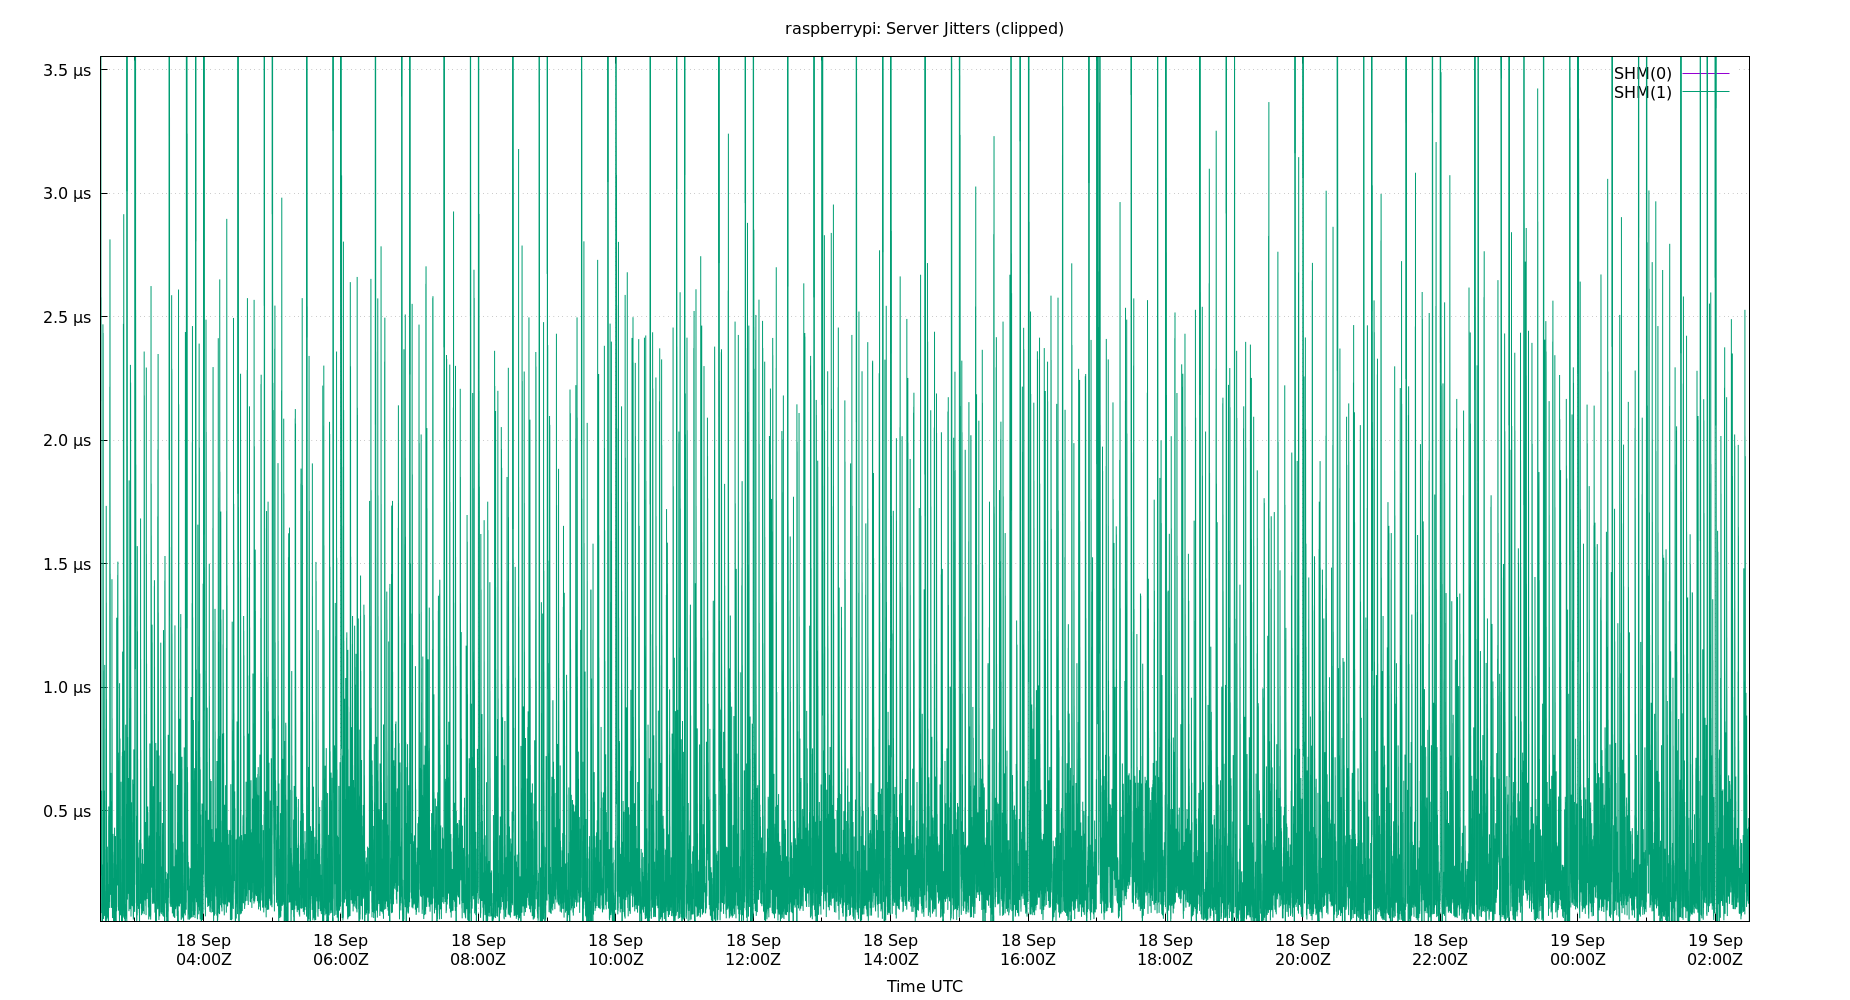 raspberrypi: Server Jitters (clipped)
3.5 µs
3.0 µs
2.5 µs
2.0 µs
1.5 µs
1.0 µs
0.5 µs
SHM(0)
SHM(1)
18 Sep 18 Sep 18 Sep 18 Sep 18 Sep 18 Sep 18 Sep 18 Sep 18 Sep 18 Sep 19 Sep 19 Sep
04:00Z 06:00Z 08:00Z 10:00Z 12:00Z 14:00Z 16:00Z 18:00Z 20:00Z 22:00Z 00:00Z 02:00Z
Time UTC